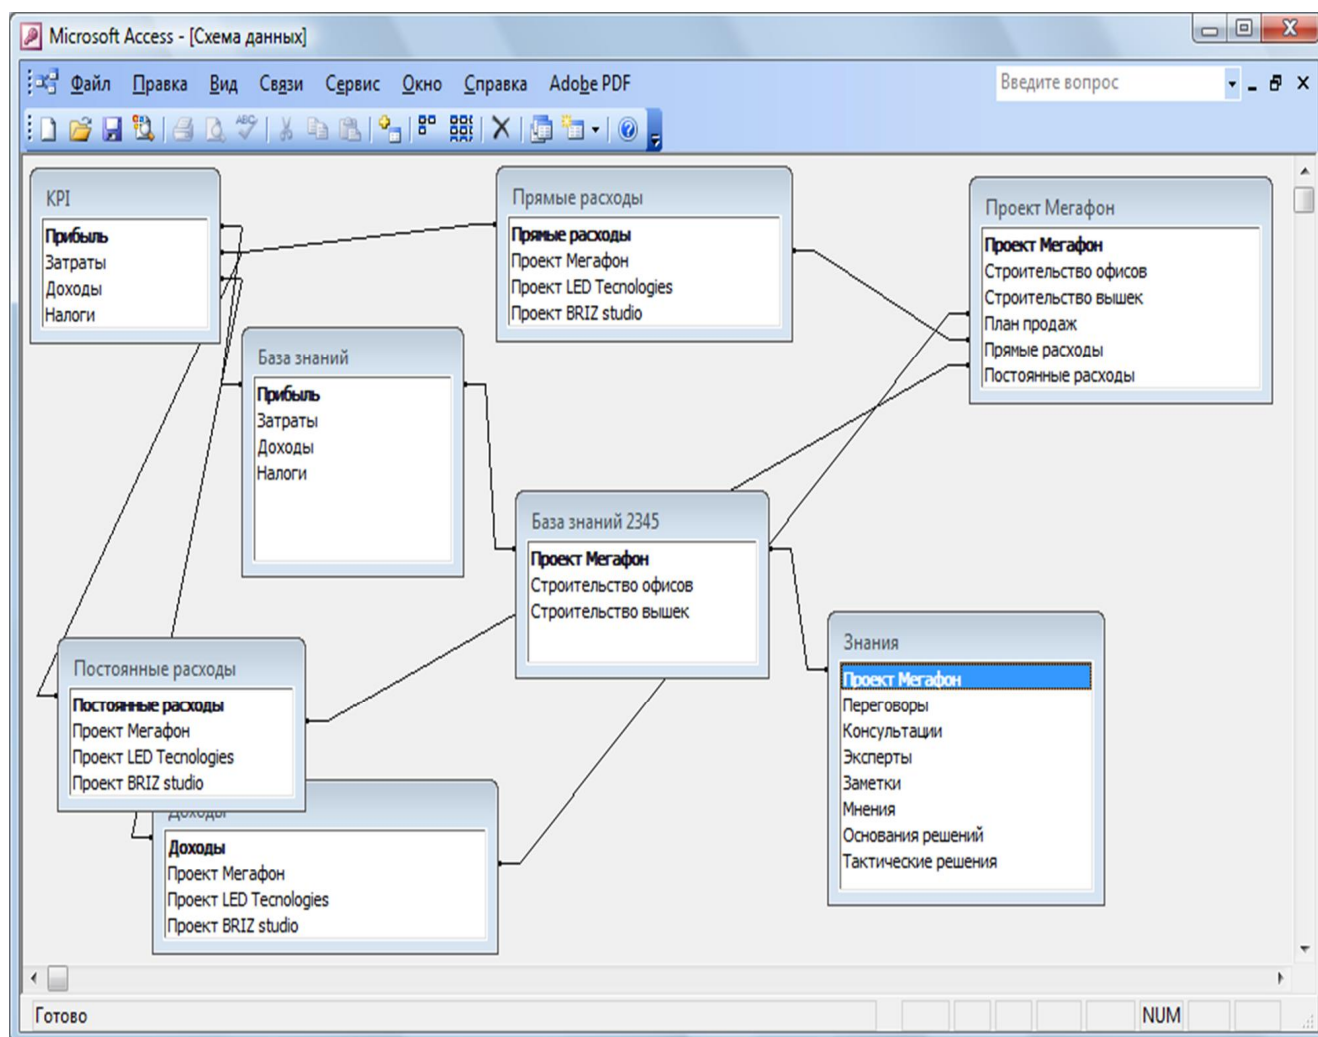 Microsoft Access - [Схема данных]
Файл Правка Вид Связи Сервис Окно Справка Adobe PDF Введите вопрос
KPI
Прибыль
Затраты
Доходы
Налоги
Прямые расходы
Прямые расходы
Проект Мегафон
Проект LED Tecnologies
Проект BRIZ studio
Проект Мегафон
Проект Мегафон
Строительство офисов
Строительство вышек
План продаж
Прямые расходы
Постоянные расходы
База знаний
Прибыль
Затраты
Доходы
Налоги
База знаний 2345
Проект Мегафон
Строительство офисов
Строительство вышек
Знания
Проект Мегафон
Переговоры
Консультации
Эксперты
Заметки
Мнения
Основания решений
Тактические решения
Постоянные расходы
Постоянные расходы
Проект Мегафон
Проект LED Tecnologies
Проект BRIZ studio
Доходы
Доходы
Проект Мегафон
Проект LED Tecnologies
Проект BRIZ studio
Готово NUM